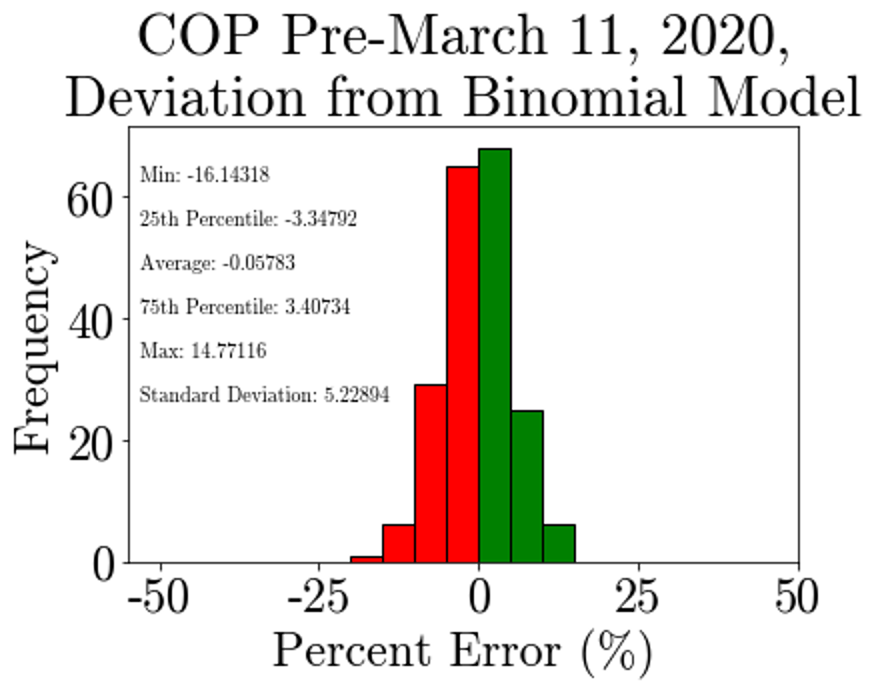 COP Pre-March 11, 2020,
Deviation from Binomial Model
Min: -16.14318
25th Percentile: -3.34792
Average: -0.05783
75th Percentile: 3.40734
Max: 14.77116
Standard Deviation: 5.22894
Frequency
60
40
20
0
-50 -25 0 25 50
Percent Error (%)